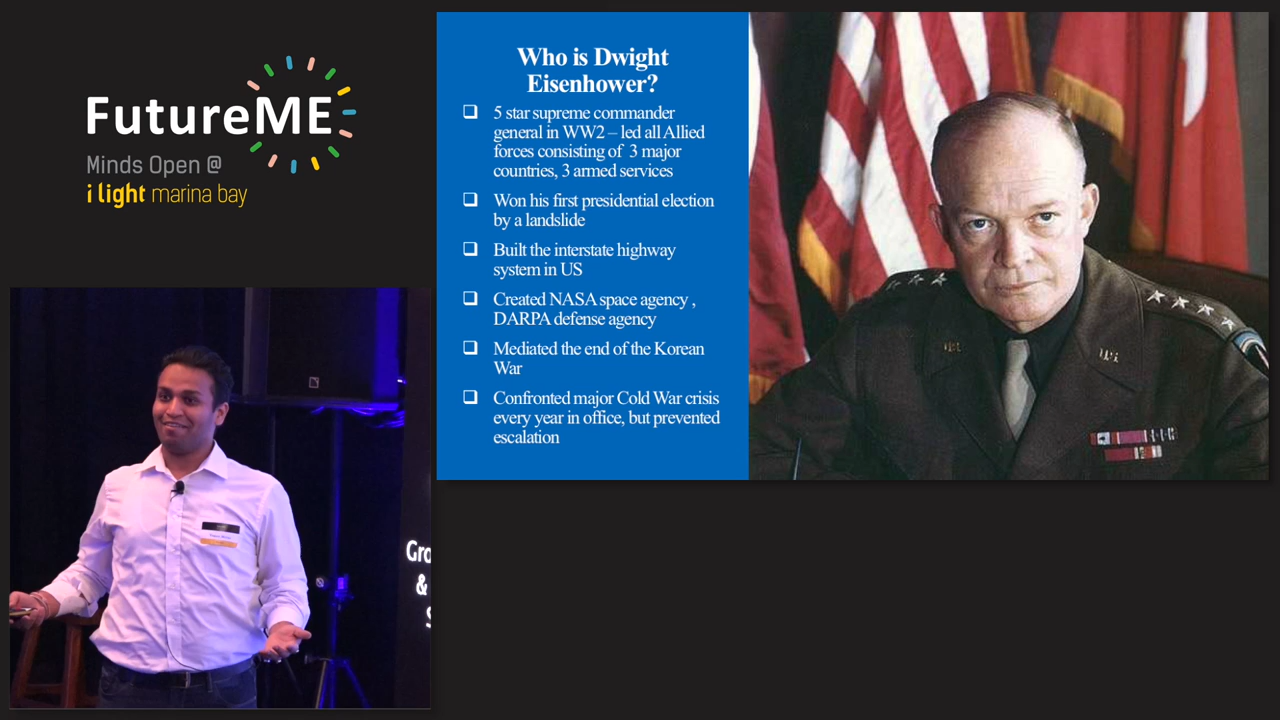 FutureME
Minds Open @
i light marina bay
Who is Dwight
Eisenhower?
5 star supreme commander
general in WW2 – led all Allied
forces consisting of 3 major
countries, 3 armed services
Won his first presidential election
by a landslide
Built the interstate highway
system in US
Created NASA space agency ,
DARPA defense agency
Mediated the end of the Korean
War
Confronted major Cold War crisis
every year in office, but prevented
escalation
Gro
&
S